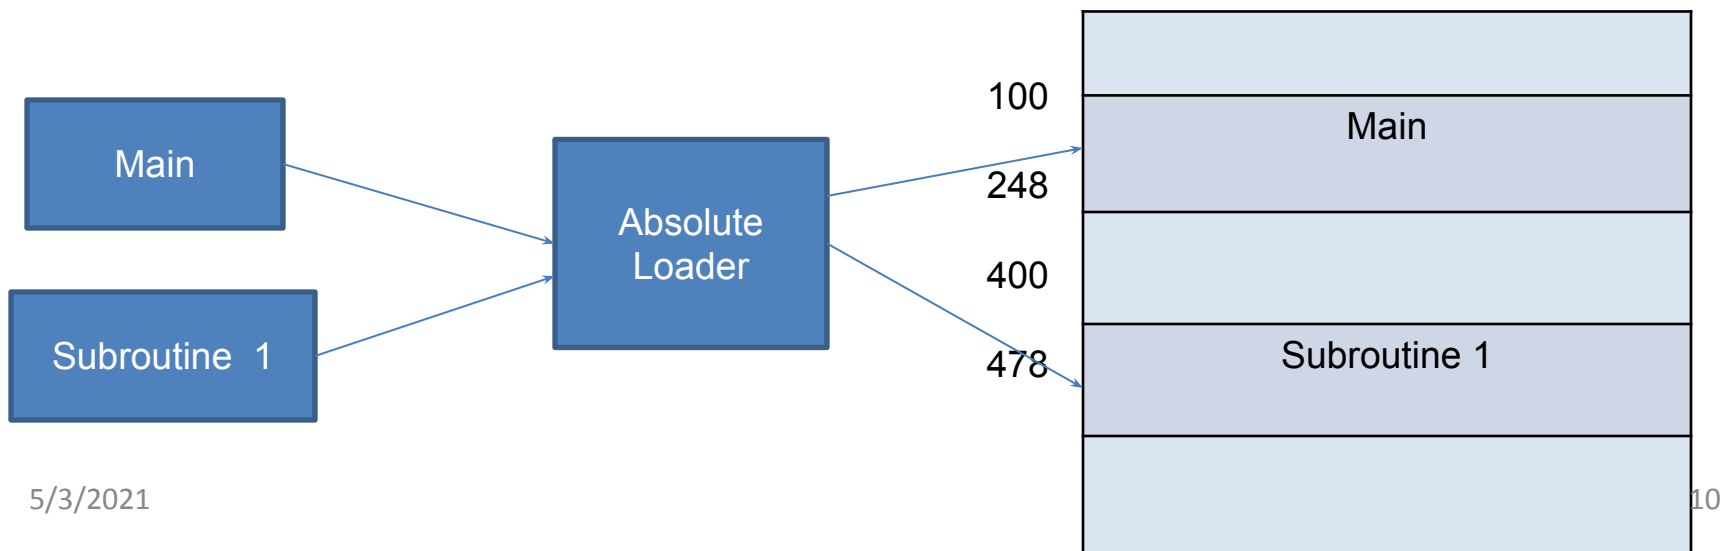 Main
Subroutine 1
Absolute
Loader
100
248
400
478
Main
Subroutine 1
5/3/2021
10